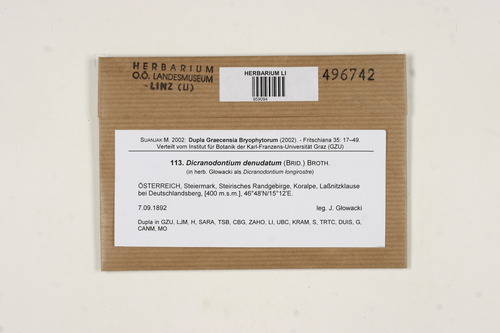 HERBARIUM
O.Ö. LANDESMUSEUM
- LINZ (LI)
HERBARIUM LI
959094
496742
SUANJAK M. 2002: Dupla Graecensia Bryophytorum (2002). - Fritschiana 35: 17–49.
Verteilt vom Institut für Botanik der Karl-Franzens-Universität Graz (GZU)
113. Dicranodontium denudatum (BRID.) BROTH.
(in herb. Głowacki als Dicranodontium longirostre)
ÖSTERREICH, Steiermark, Steirisches Randgebirge, Koralpe, Laßnitzklause
bei Deutschlandsberg, [400 m.s.m.], 46°48'N/15°12'E.
7.09.1892
leg. J. Głowacki
Dupla in GZU, LJM, H, SARA, TSB, CBG, ZAHO, LI, UBC, KRAM, S, TRTC, DUIS, G,
CANM, MO